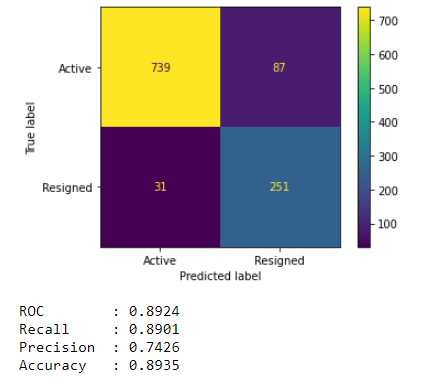 700
Active
739
87
600
500
True label
400
300
Resigned
31
251
200
100
Active
Resigned
Predicted label
ROC : 0.8924
Recall : 0.8901
Precision : 0.7426
Accuracy : 0.8935